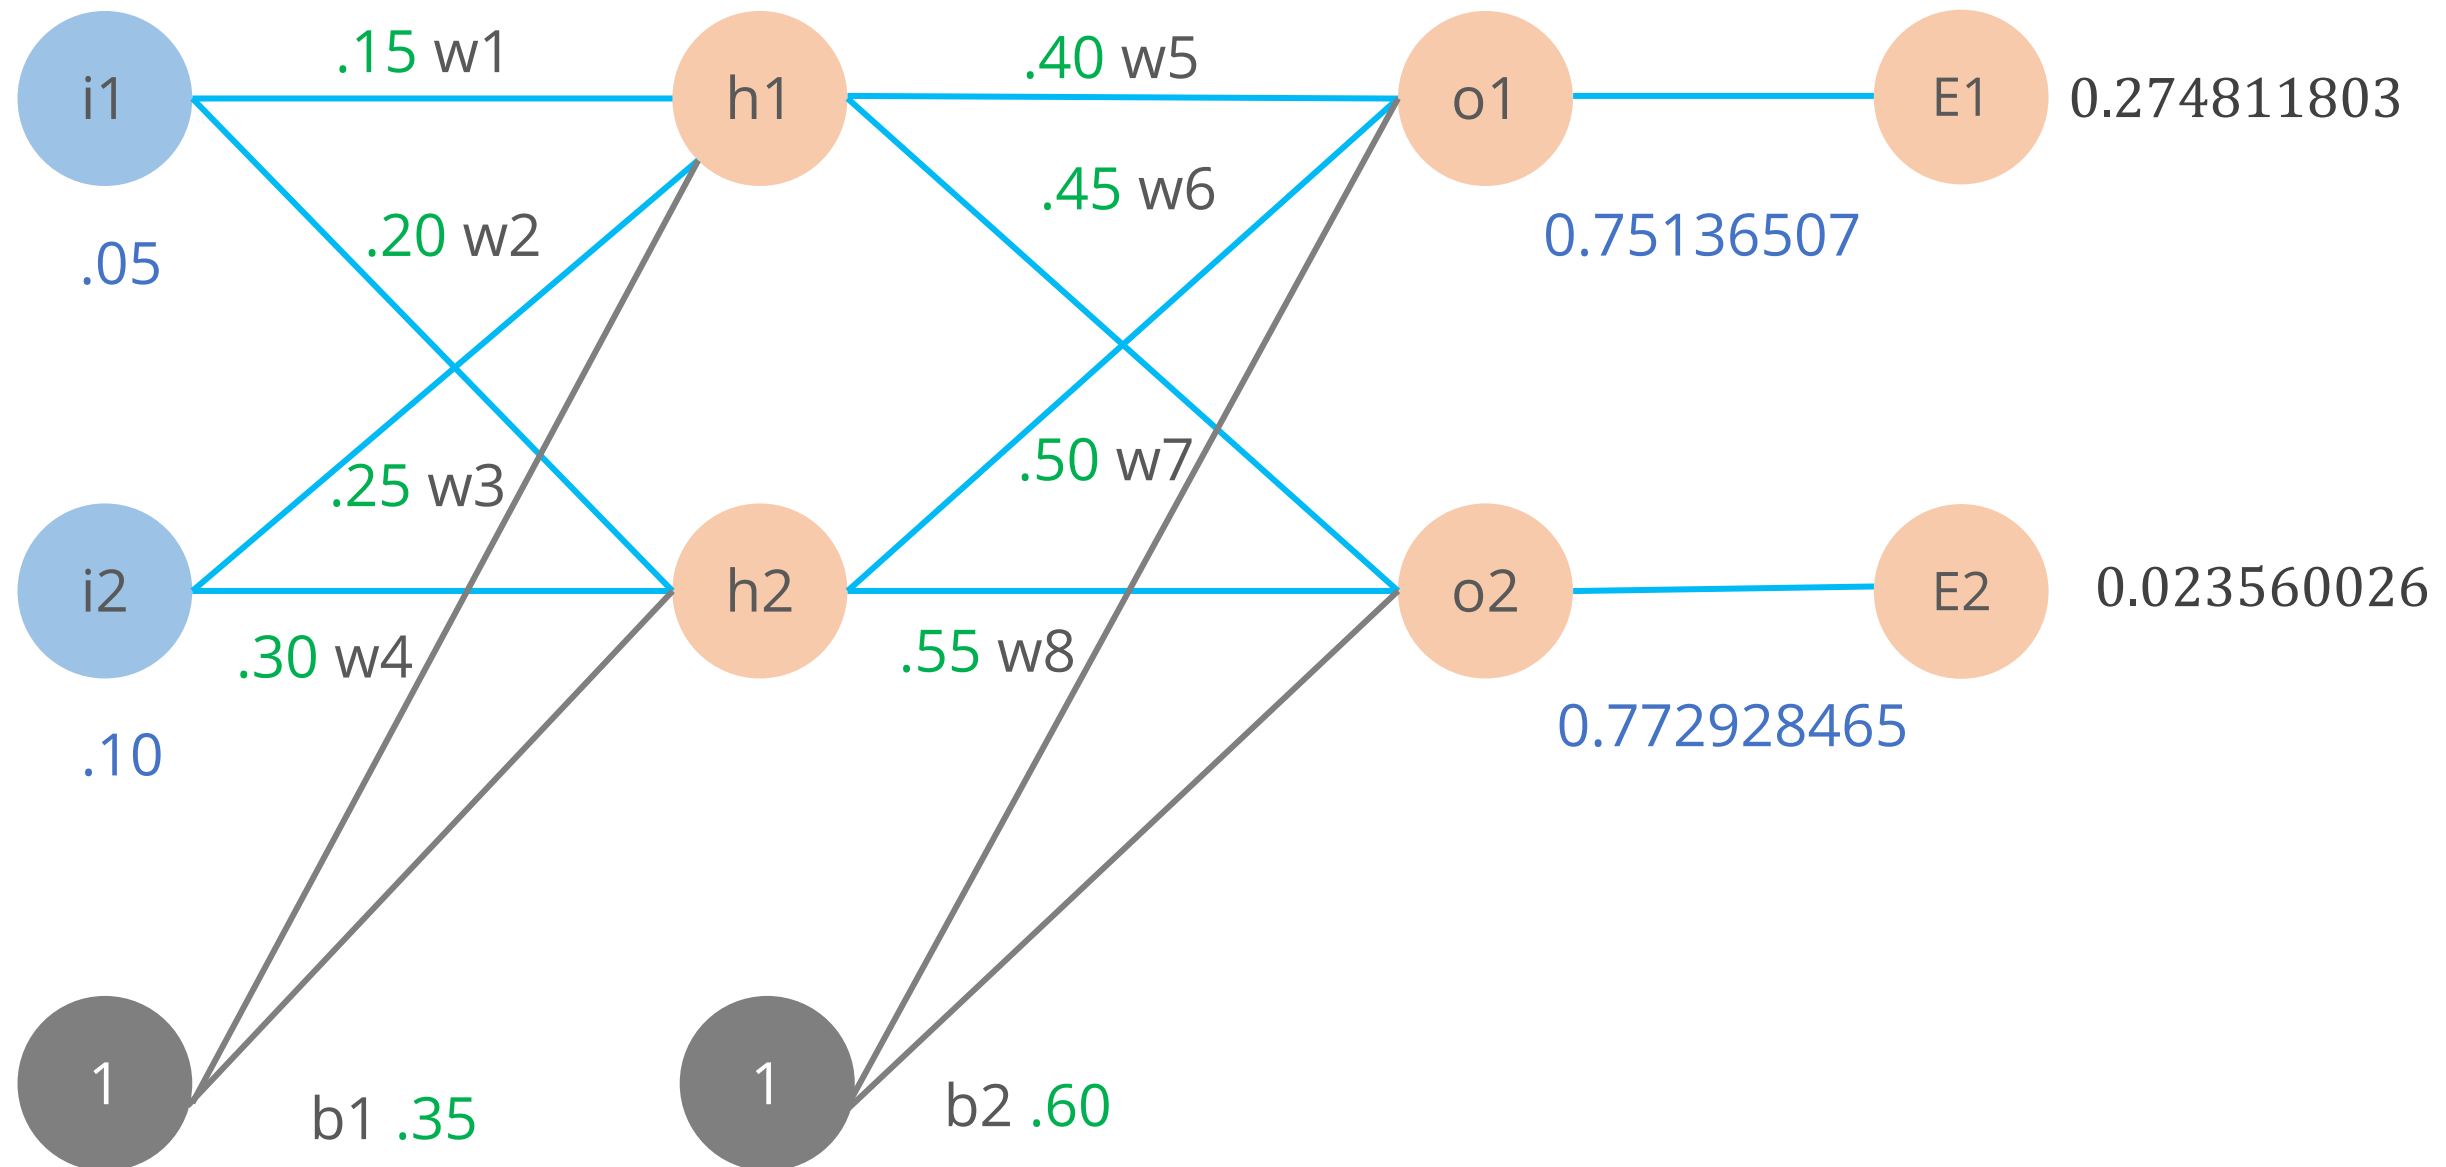 .15 w1
.40 w5
i1
h1
o1
E1
0.274811803
.45 w6
.20 w2
0.75136507
.05
.25 w3
.50 w7
i2
h2
o2
E2
0.023560026
.30 w4
.55 w8
.10
0.772928465
1
1
b1 .35
b2 .60